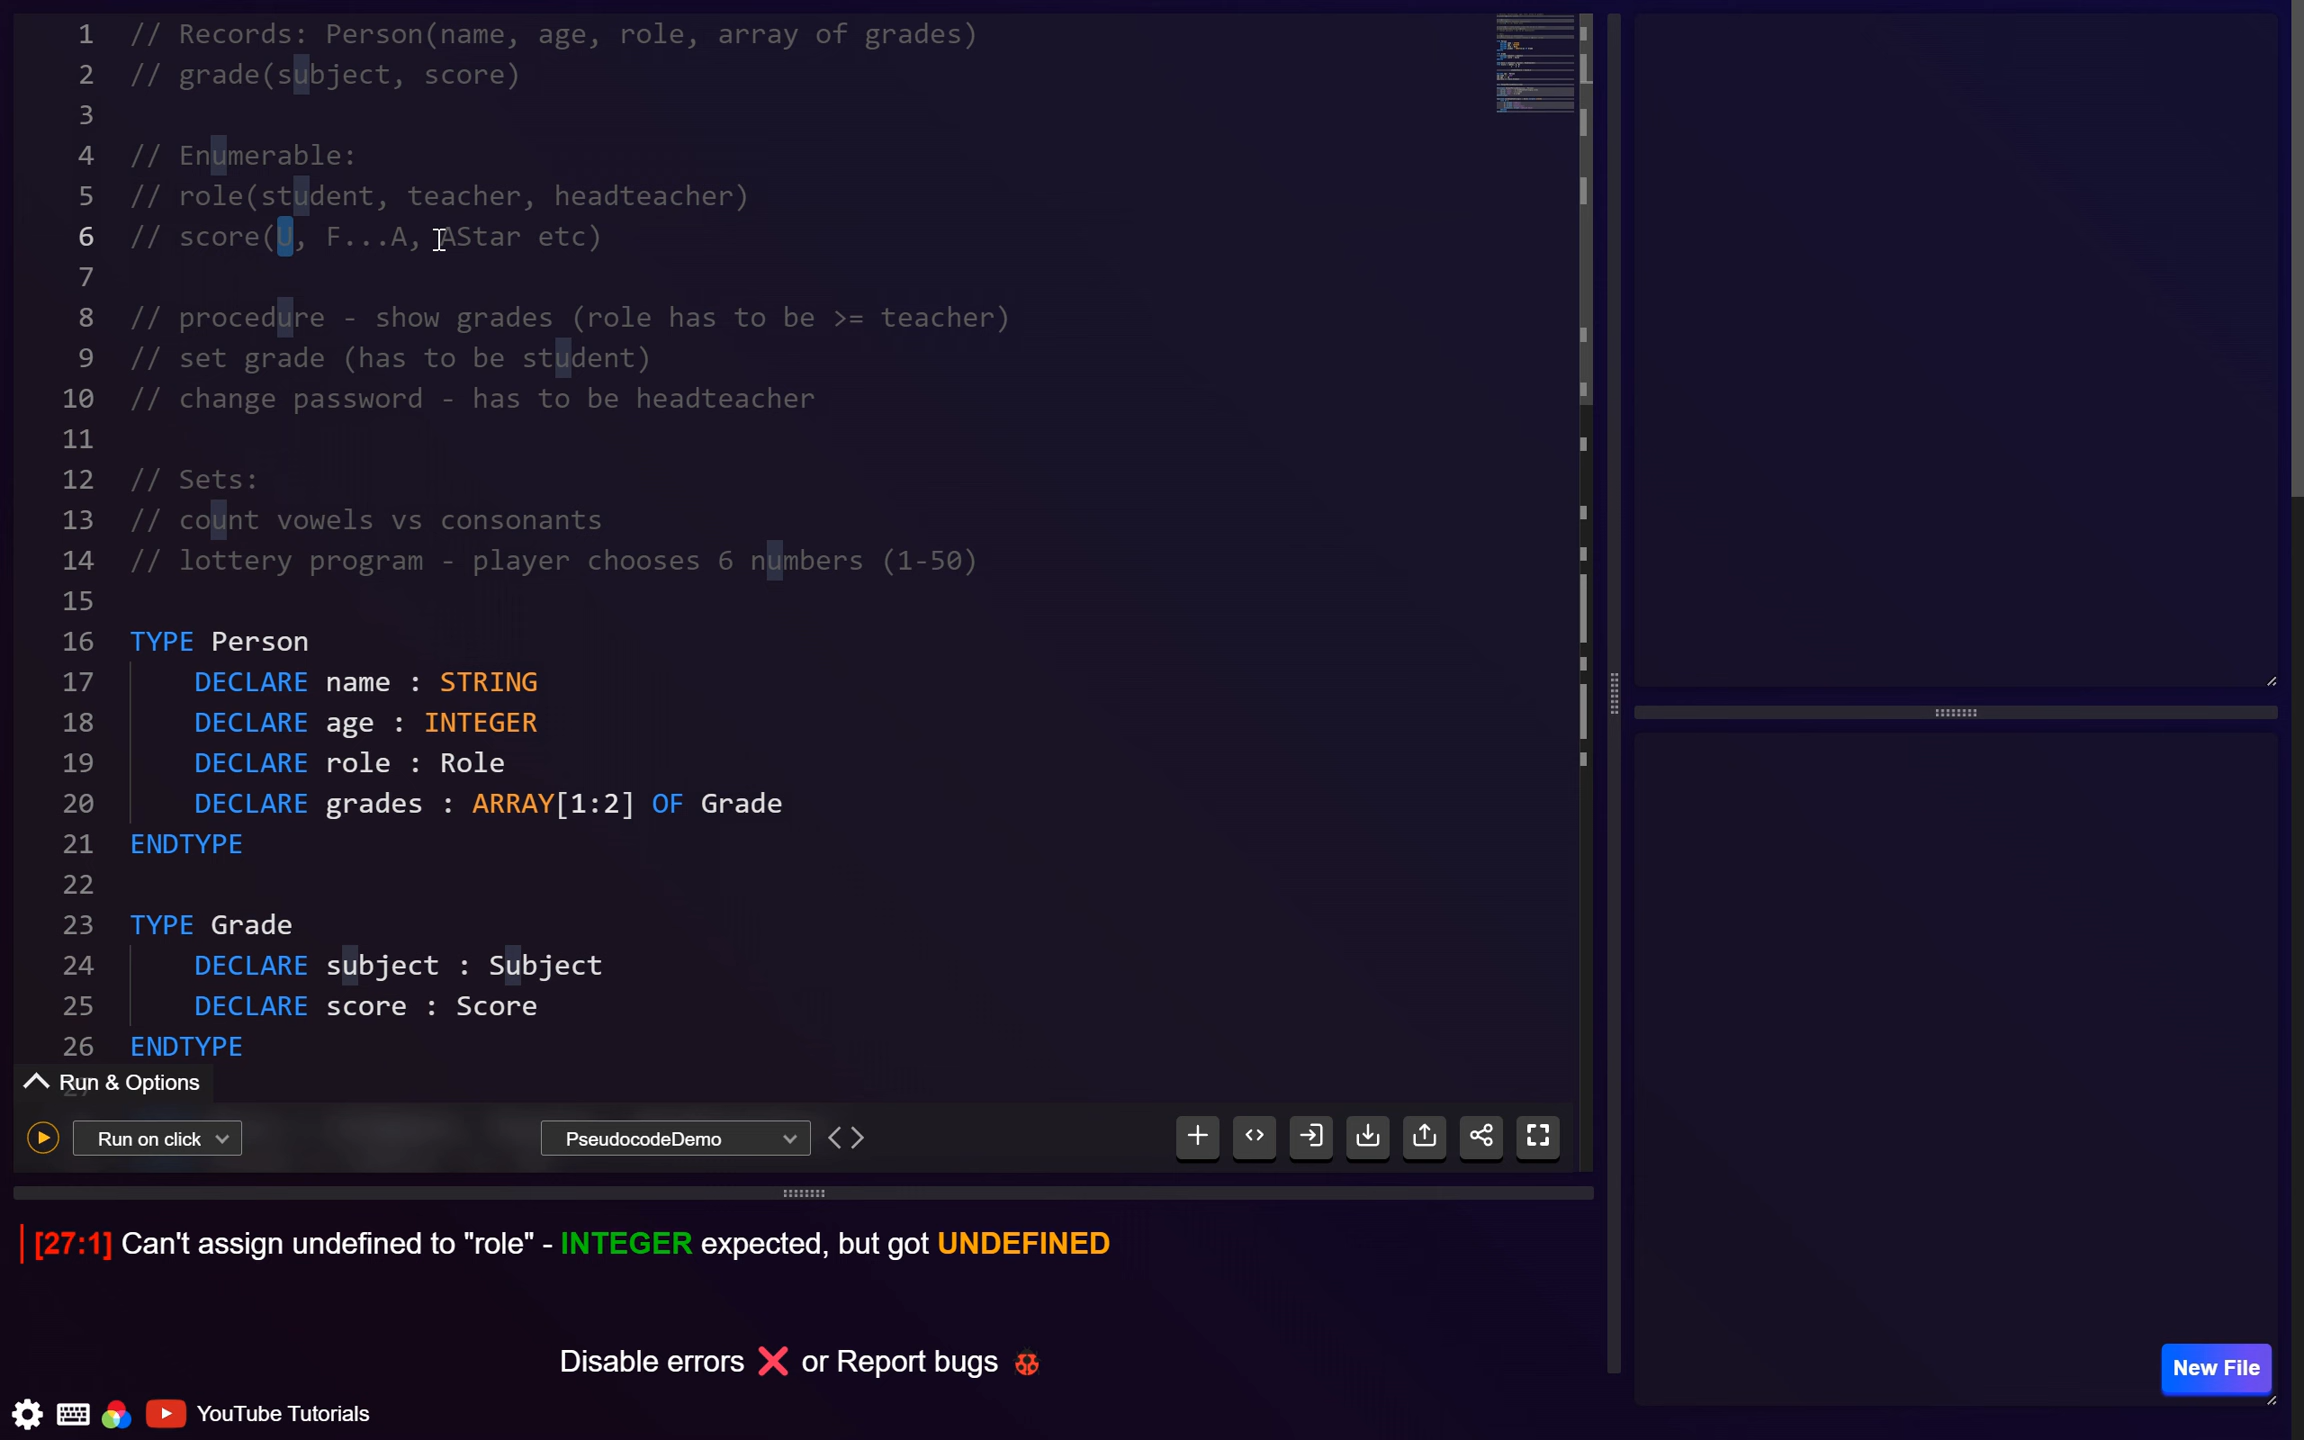 1 // Records: Person(name, age, role, array of grades)
2 // grade(subject, score)
3
4 // Enumerable:
5 // role(student, teacher, headteacher)
6 // score(U, F...A, AStar etc)
7
8 // procedure - show grades (role has to be >= teacher)
9 // set grade (has to be student)
10 // change password - has to be headteacher
11
12 // Sets:
13 // count vowels vs consonants
14 // lottery program - player chooses 6 numbers (1-50)
15
16 TYPE Person
17 DECLARE name : STRING
18 DECLARE age : INTEGER
19 DECLARE role : Role
20 DECLARE grades : ARRAY[1:2] OF Grade
21 ENDTYPE
22
23 TYPE Grade
24 DECLARE subject : Subject
25 DECLARE score : Score
26 ENDTYPE
Run & Options
Run on click PseudocodeDemo
[27:1] Can't assign undefined to "role" - INTEGER expected, but got UNDEFINED
Disable errors ❌ or Report bugs 🐞
New File
YouTube Tutorials